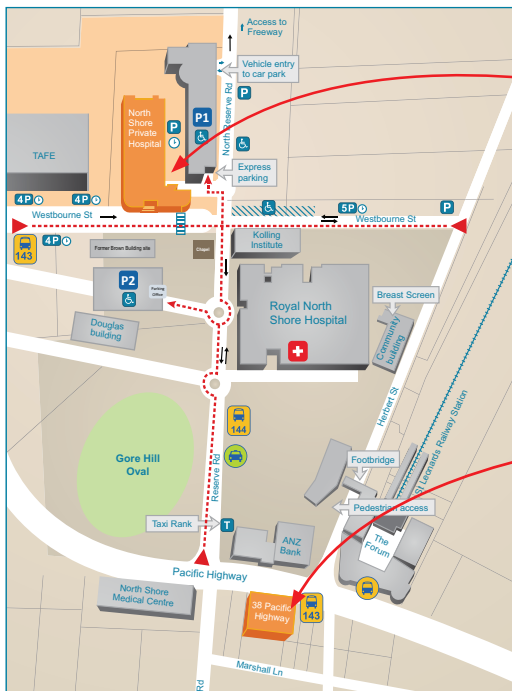 Access to
Freeway
Vehicle entry
to car park
North Reserve Rd
P
North
Shore
Private
Hospital
P
P1
TAFE
Express
parking
4P
4P
5P
P
Westbourne St
Westbourne St
143
4P
Former Brown Building site
Chapel
Kolling
Institute
P2
Parking
Office
Royal North
Shore Hospital
Breast Screen
Community
building
Douglas
building
Herbert St
St Leonards Railway Station
144
Gore Hill
Oval
Reserve Rd
Footbridge
Pedestrian access
Taxi Rank
T
ANZ
Bank
The
Forum
Pacific Highway
North Shore
Medical Centre
38 Pacific
Highway
143
Marshall Ln
Rd